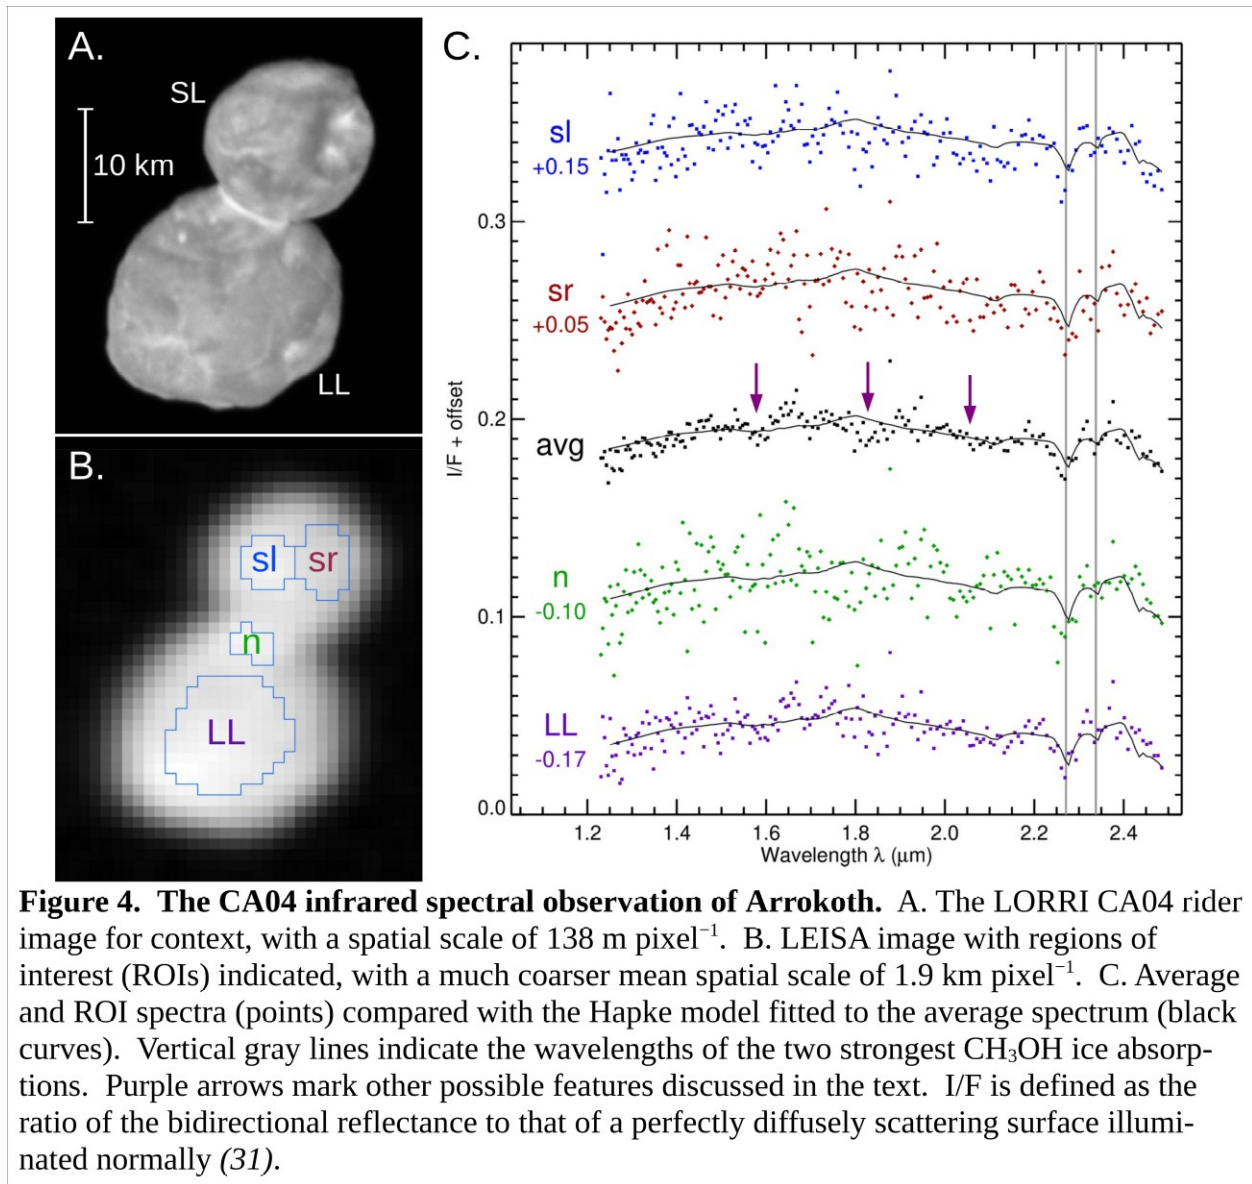 A.
SL
10 km
LL
B.
sl
sr
n
LL
C.
sl
+0.15
0.3
sr
+0.05
I/F + offset
0.2
avg
n
-0.10
0.1
LL
-0.17
0.0
1.2 1.4 1.6 1.8 2.0 2.2 2.4
Wavelength λ (μm)
Figure 4. The CA04 infrared spectral observation of Arrokoth. A. The LORRI CA04 rider
image for context, with a spatial scale of 138 m pixel⁻¹. B. LEISA image with regions of
interest (ROIs) indicated, with a much coarser mean spatial scale of 1.9 km pixel⁻¹. C. Average
and ROI spectra (points) compared with the Hapke model fitted to the average spectrum (black
curves). Vertical gray lines indicate the wavelengths of the two strongest CH₃OH ice absorp-
tions. Purple arrows mark other possible features discussed in the text. I/F is defined as the
ratio of the bidirectional reflectance to that of a perfectly diffusely scattering surface illumi-
nated normally (31).